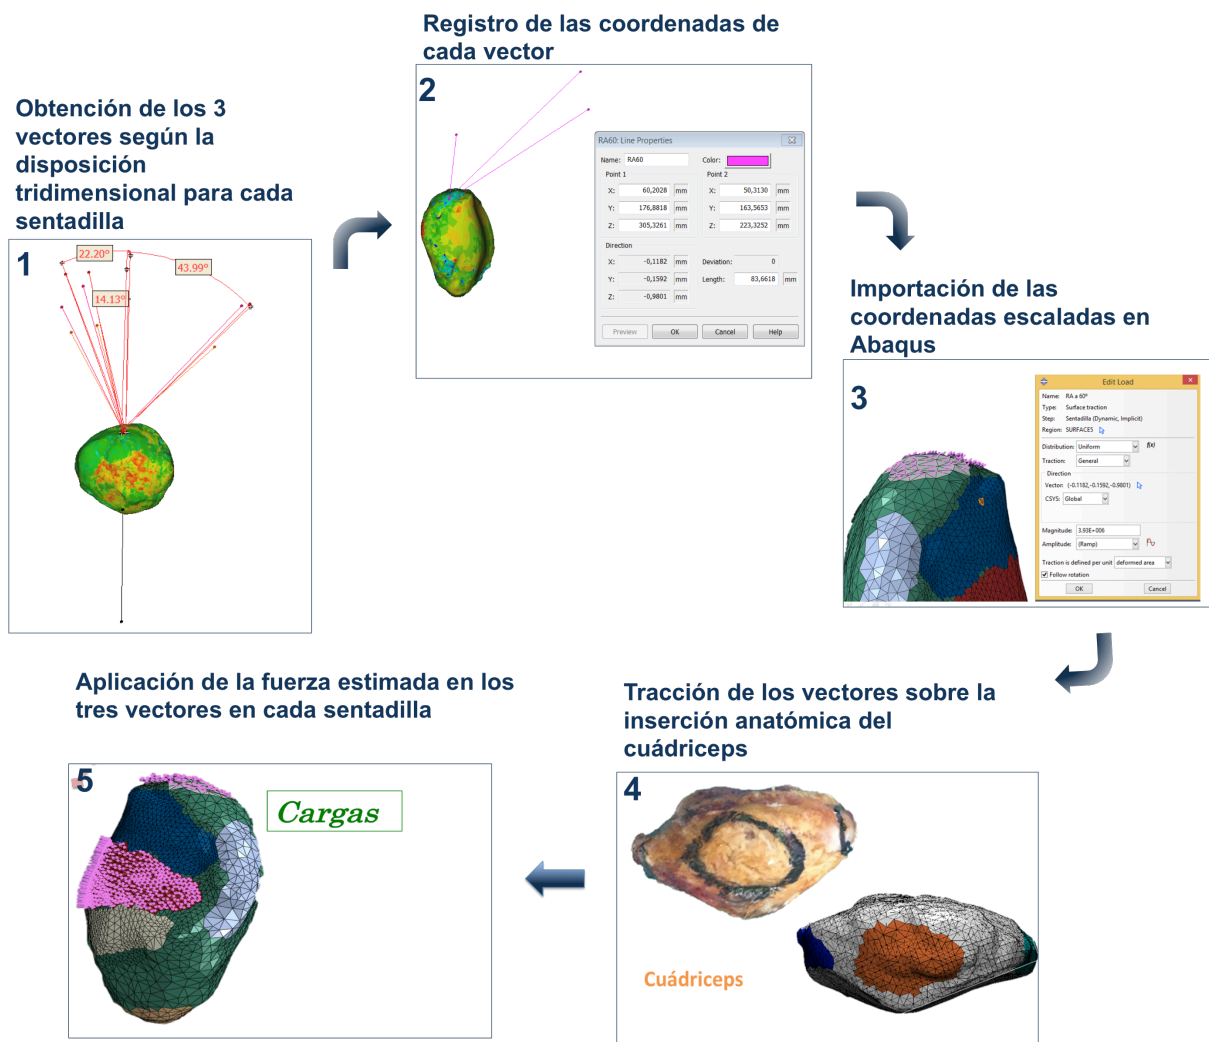 Registro de las coordenadas de
cada vector
Obtención de los 3
vectores según la
disposición
tridimensional para cada
sentadilla
1
22.20º
43.99º
14.13º
2
RA60: Line Properties
Name: RA60 Color:
Point 1 Point 2
X: 60,2028 mm X: 50,3130 mm
Y: 176,8818 mm Y: 163,5653 mm
Z: 305,3261 mm Z: 223,3252 mm
Direction
X: -0,1182 mm Deviation: 0
Y: -0,1592 mm Length: 83,6618 mm
Z: -0,9801 mm
Preview OK Cancel Help
Importación de las
coordenadas escaladas en
Abaqus
3
Edit Load
Name: RA a 60º
Type: Surface traction
Step: Sentadilla (Dynamic, Implicit)
Region: SURFACE5
Distribution: Uniform f(x)
Traction: General
Direction
Vector: (-0.1182,-0.1592,-0.9801)
CSYS: Global
Magnitude: 3.93E+006
Amplitude: (Ramp)
Traction is defined per unit deformed area
Follow rotation
OK Cancel
Aplicación de la fuerza estimada en los
tres vectores en cada sentadilla
5
Cargas
Tracción de los vectores sobre la
inserción anatómica del
cuádriceps
4
Cuádriceps